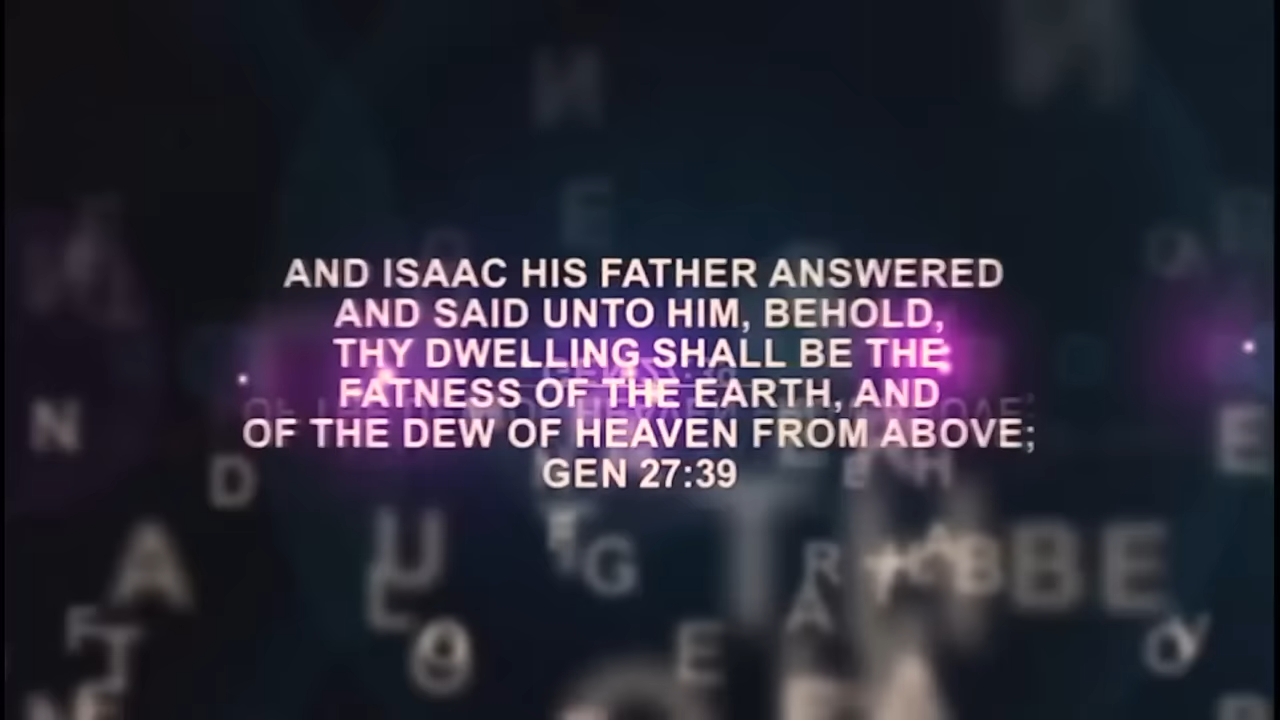 AND ISAAC HIS FATHER ANSWERED
AND SAID UNTO HIM, BEHOLD,
THY DWELLING SHALL BE THE
FATNESS OF THE EARTH, AND
OF THE DEW OF HEAVEN FROM ABOVE;
GEN 27:39